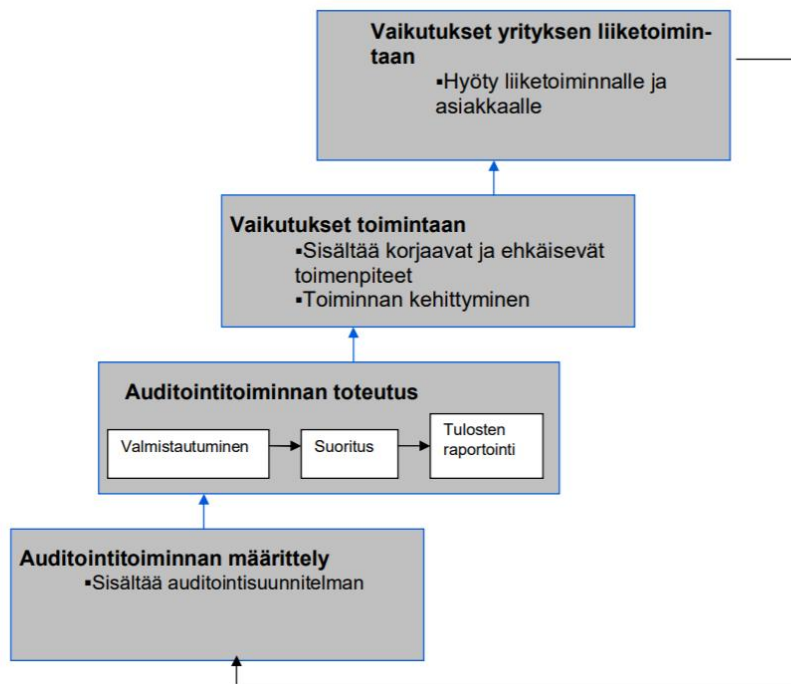 Vaikutukset yrityksen liiketoimin-
taan
▪Hyöty liiketoiminnalle ja
asiakkaalle
Vaikutukset toimintaan
▪Sisältää korjaavat ja ehkäisevät
toimenpiteet
▪Toiminnan kehittyminen
Auditointitoiminnan toteutus
Valmistautuminen
Suoritus
Tulosten
raportointi
Auditointitoiminnan määrittely
▪Sisältää auditointisuunnitelman